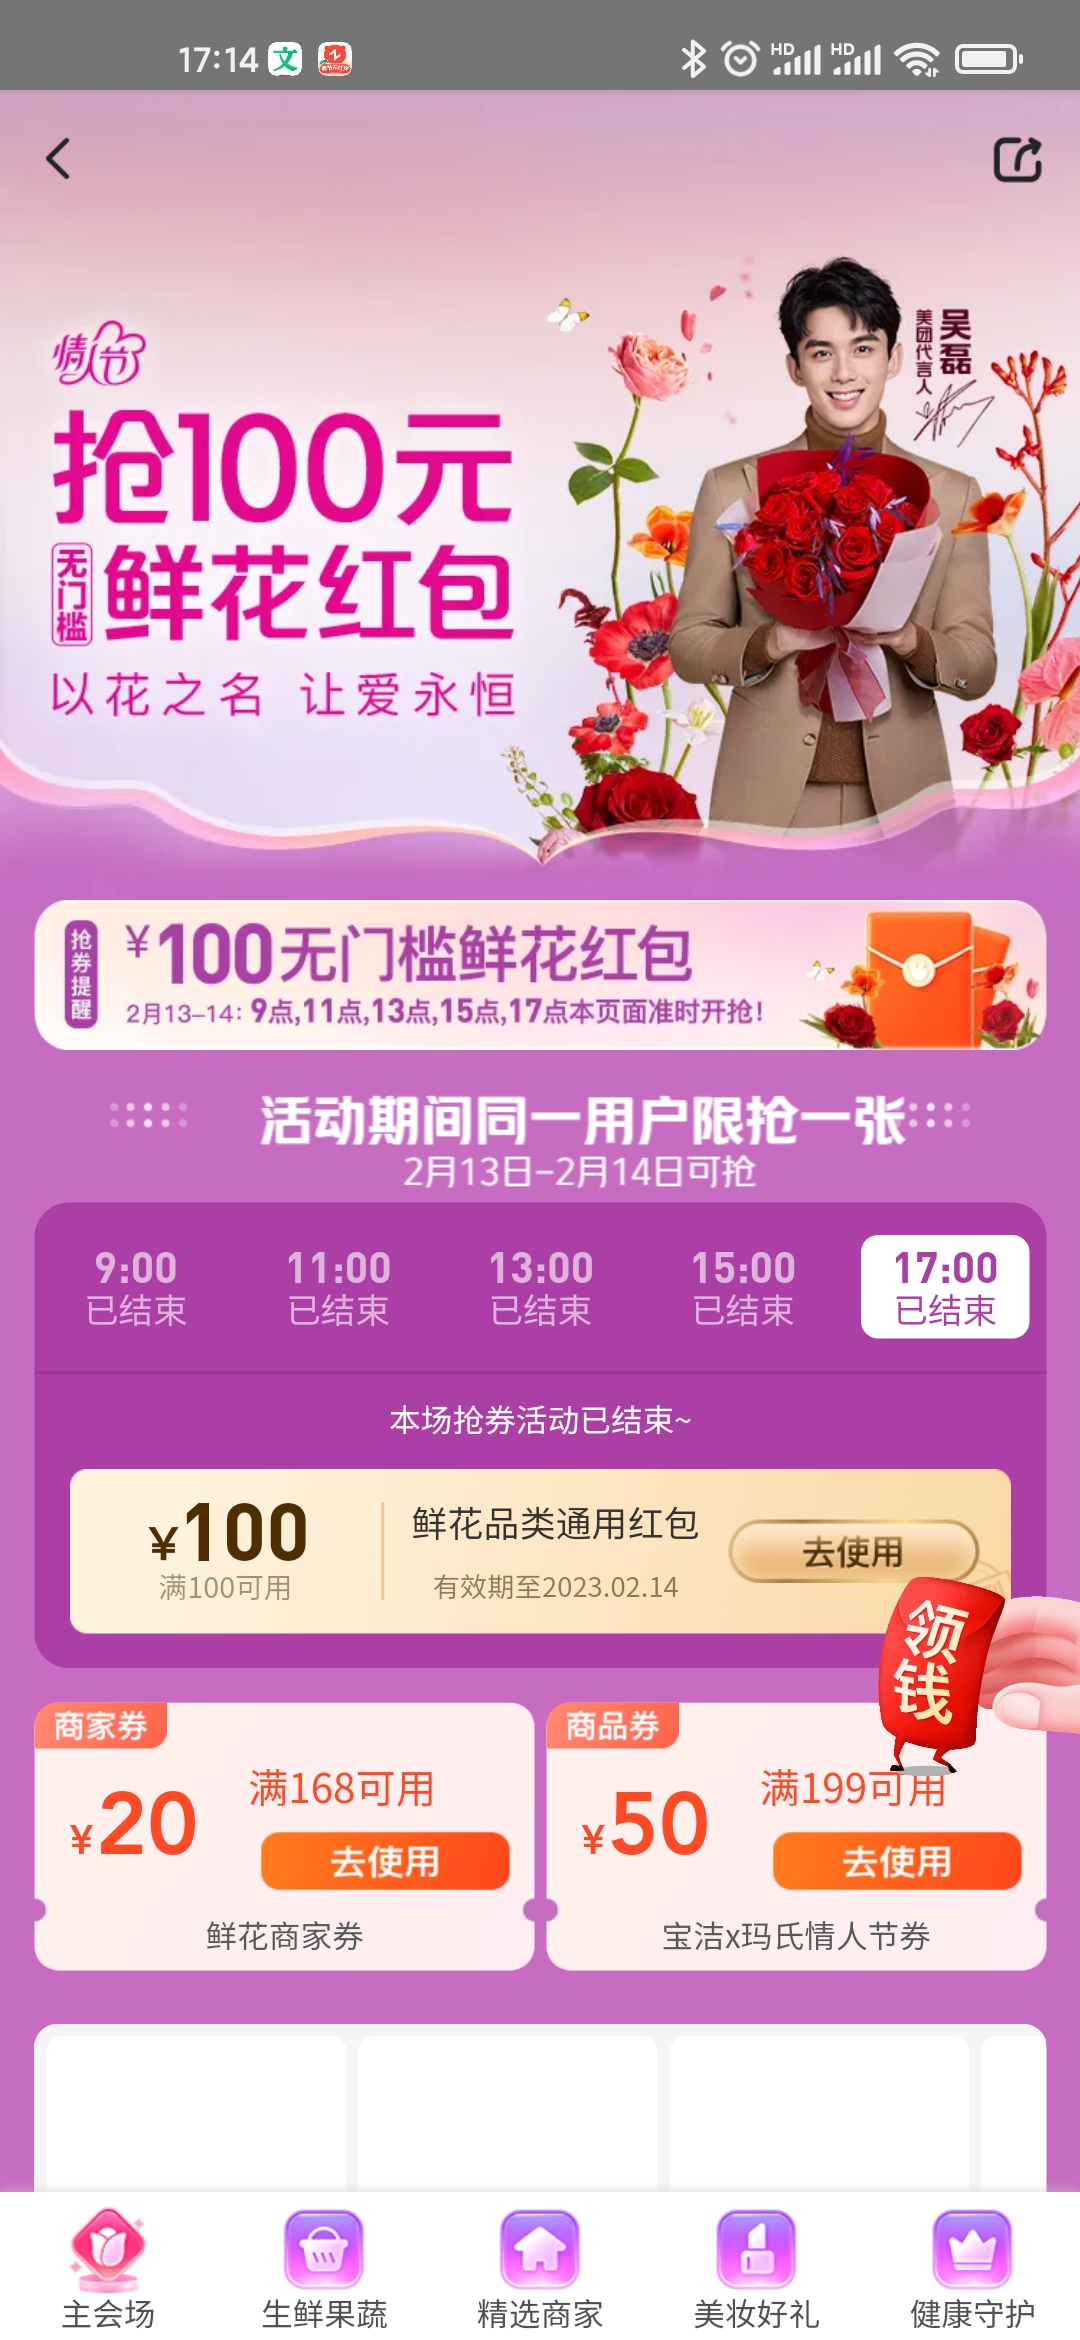 17:14
文
HD
HD
情人节
抢100元
无门槛
鲜花红包
以花之名 让爱永恒
吴磊
美团代言人
抢券提醒
¥100无门槛鲜花红包
2月13-14: 9点,11点,13点,15点,17点本页面准时开抢!
活动期间同一用户限抢一张
2月13日-2月14日可抢
9:00
已结束
11:00
已结束
13:00
已结束
15:00
已结束
17:00
已结束
本场抢券活动已结束~
¥100
满100可用
鲜花品类通用红包
有效期至2023.02.14
去使用
领钱
商家券
¥20
满168可用
去使用
鲜花商家券
商品券
¥50
满199可用
去使用
宝洁x玛氏情人节券
主会场
生鲜果蔬
精选商家
美妆好礼
健康守护